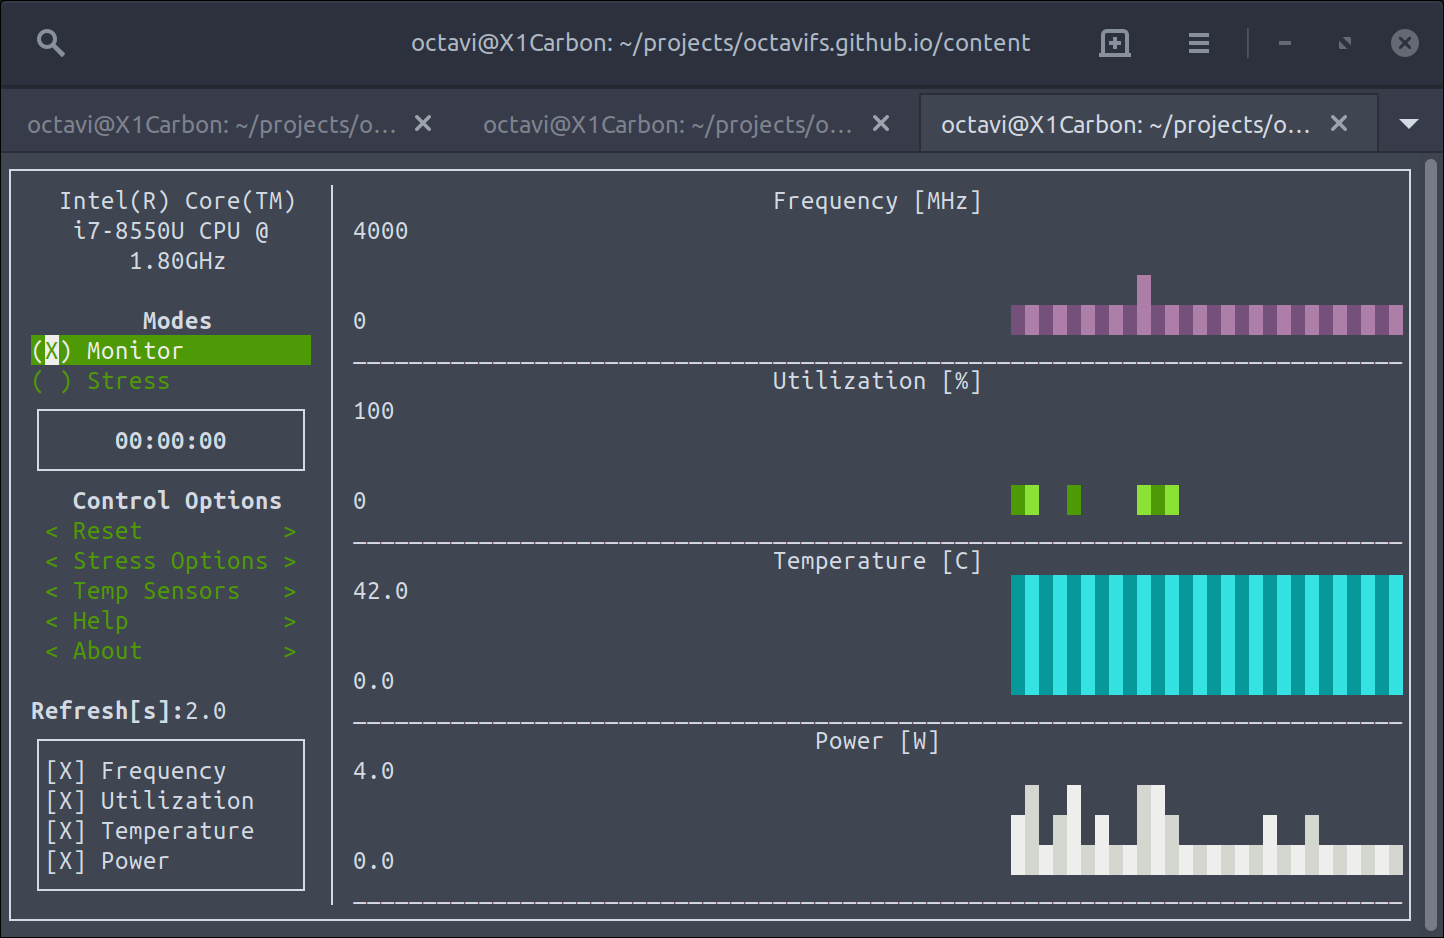 octavi@X1Carbon: ~/projects/octavifs.github.io/content
octavi@X1Carbon: ~/projects/o...
octavi@X1Carbon: ~/projects/o...
octavi@X1Carbon: ~/projects/o...
Intel(R) Core(TM)
i7-8550U CPU @
1.80GHz
Modes
(X) Monitor
( ) Stress
00:00:00
Control Options
< Reset >
< Stress Options >
< Temp Sensors >
< Help >
< About >
Refresh[s]:2.0
[X] Frequency
[X] Utilization
[X] Temperature
[X] Power
Frequency [MHz]
4000
0
Utilization [%]
100
0
Temperature [C]
42.0
0.0
Power [W]
4.0
0.0